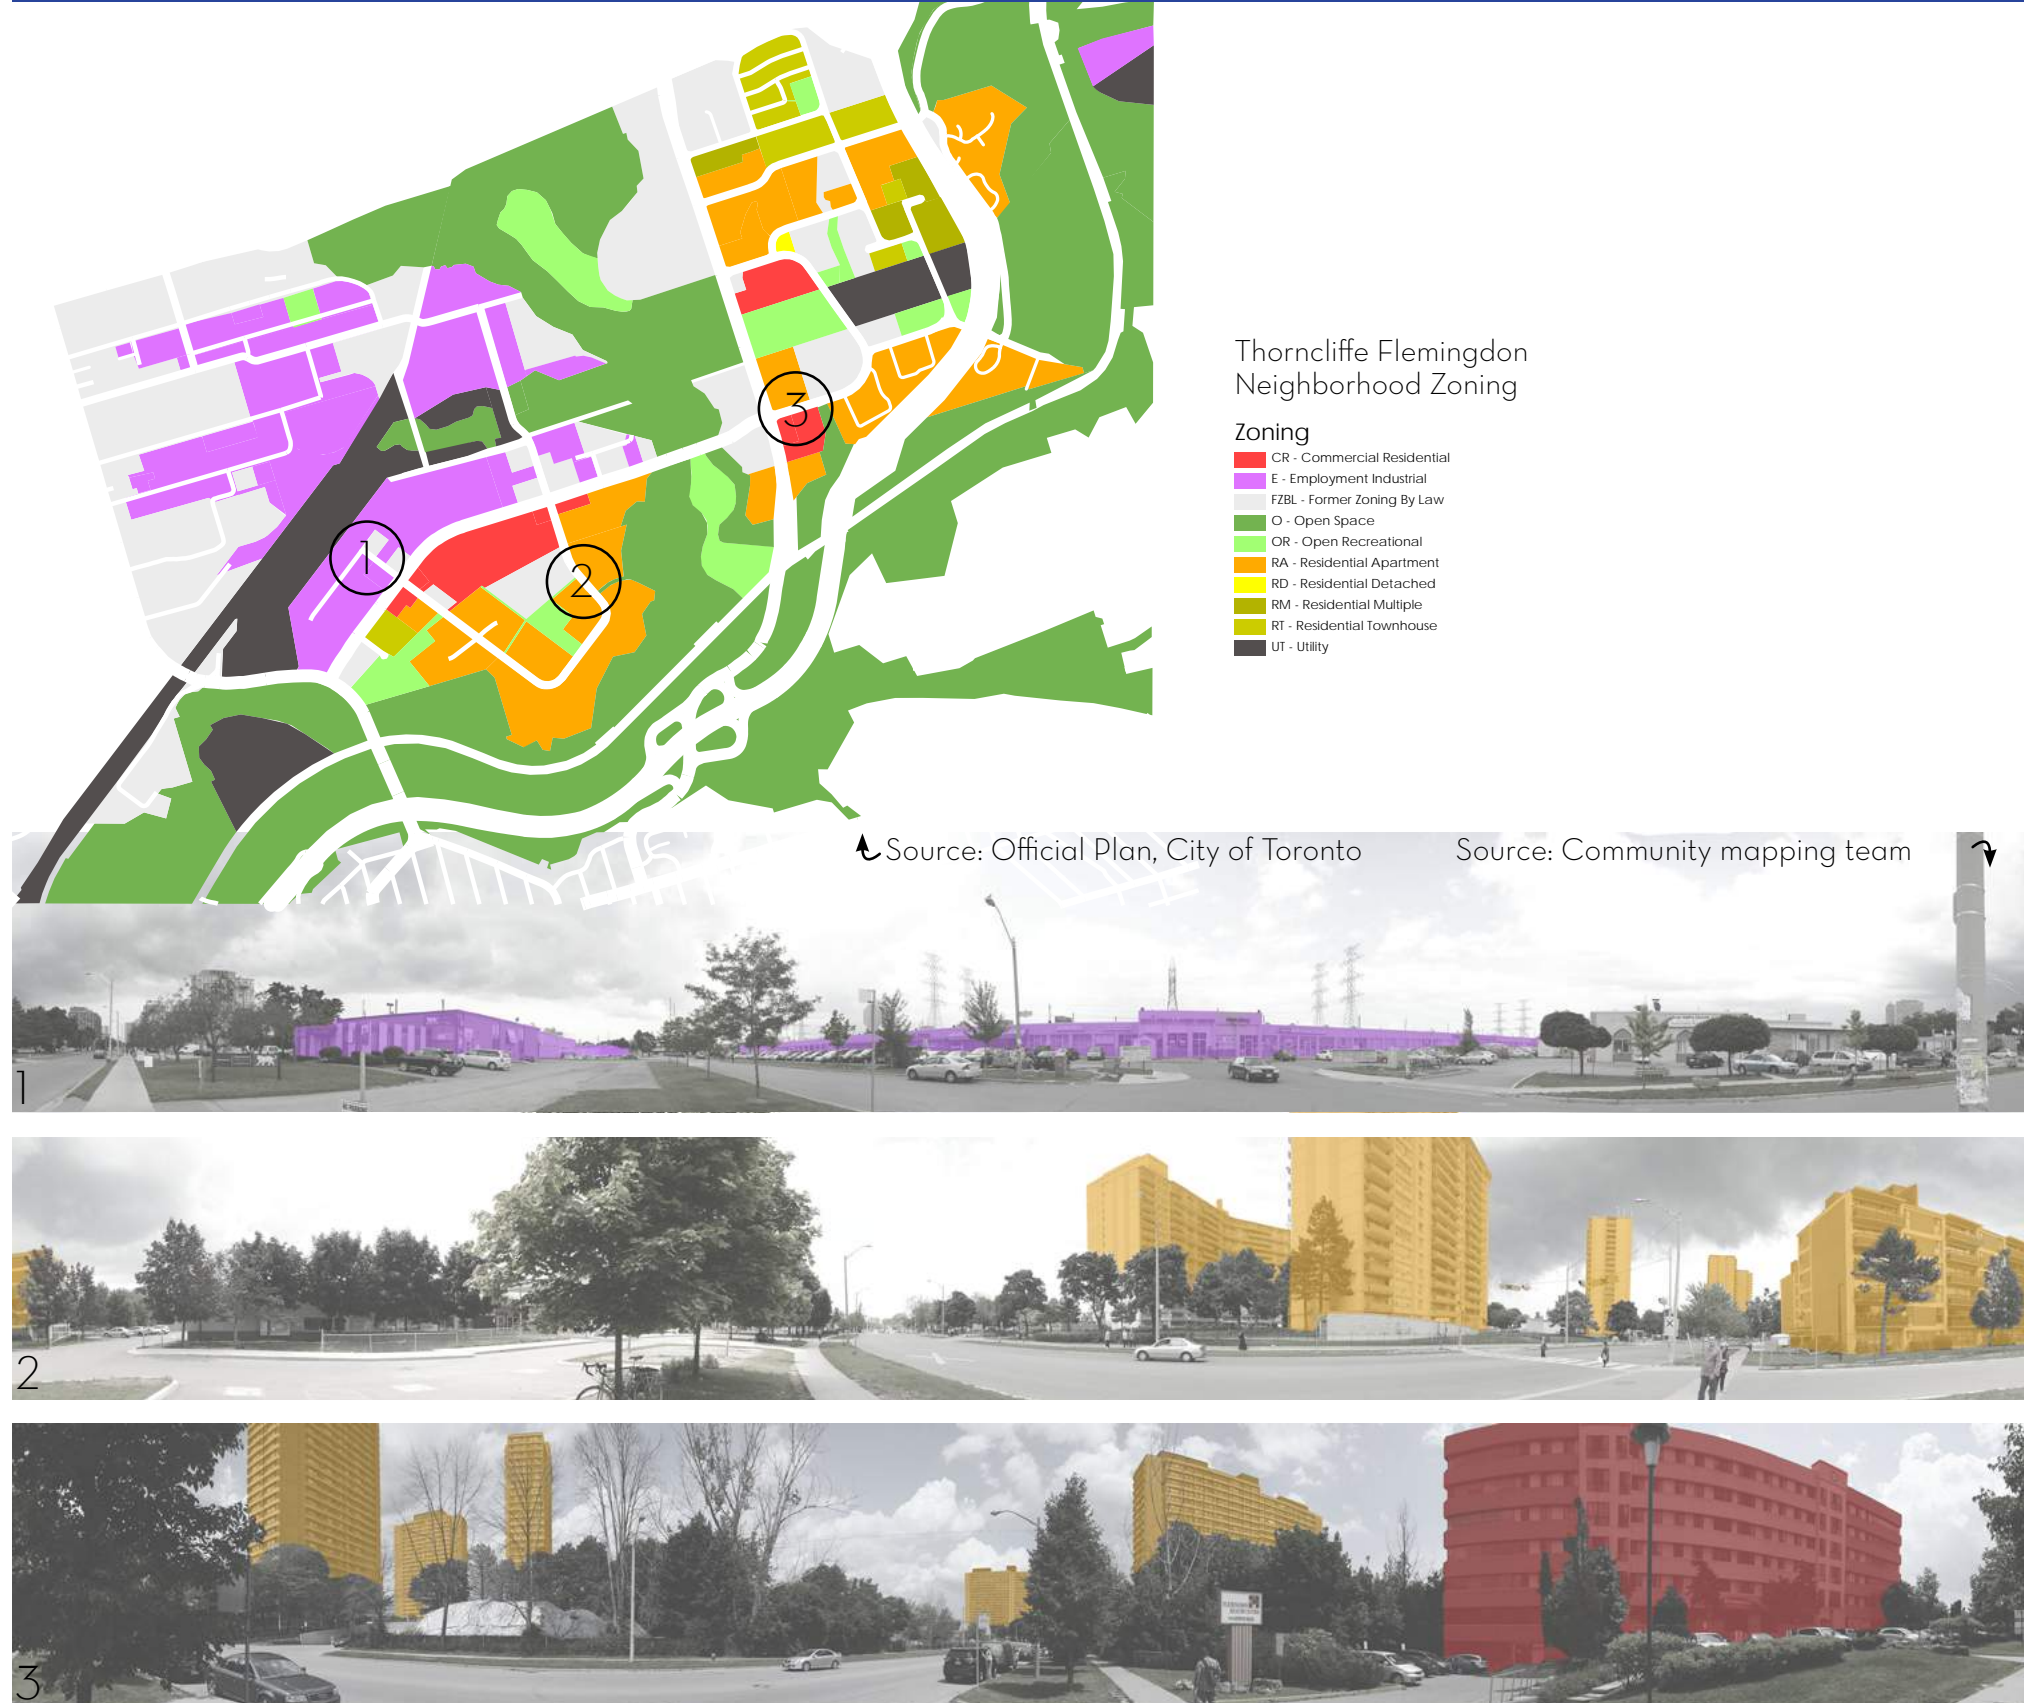 1
2
3
Thorncliffe Flemingdon
Neighborhood Zoning
Zoning
CR - Commercial Residential
E - Employment Industrial
FZBL - Former Zoning By Law
O - Open Space
OR - Open Recreational
RA - Residential Apartment
RD - Residential Detached
RM - Residential Multiple
RT - Residential Townhouse
UT - Utility
Source: Official Plan, City of Toronto
Source: Community mapping team
1
2
3